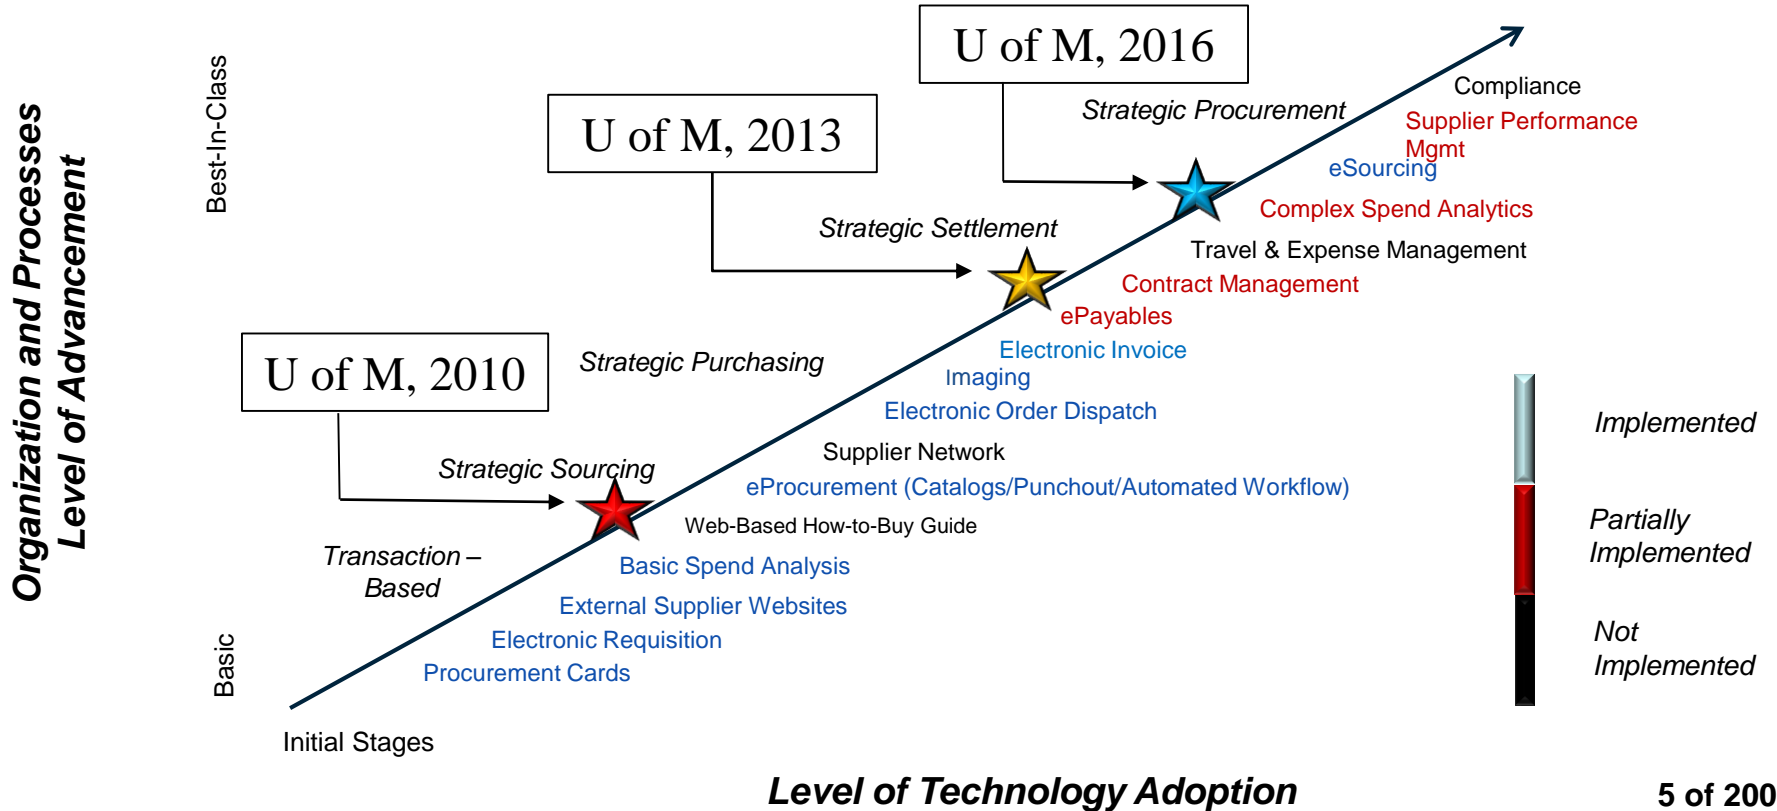 U of M, 2016
Compliance
Strategic Procurement
Supplier Performance
Mgmt
U of M, 2013
eSourcing
Complex Spend Analytics
Strategic Settlement
Travel & Expense Management
Contract Management
ePayables
Electronic Invoice
U of M, 2010
Strategic Purchasing
Imaging
Electronic Order Dispatch
Supplier Network
Strategic Sourcing
eProcurement (Catalogs/Punchout/Automated Workflow)
Web-Based How-to-Buy Guide
Transaction –
Based
Basic Spend Analysis
External Supplier Websites
Electronic Requisition
Procurement Cards
Initial Stages
Organization and Processes
Level of Advancement
Best-In-Class
Basic
Implemented
Partially
Implemented
Not
Implemented
Level of Technology Adoption
5 of 200